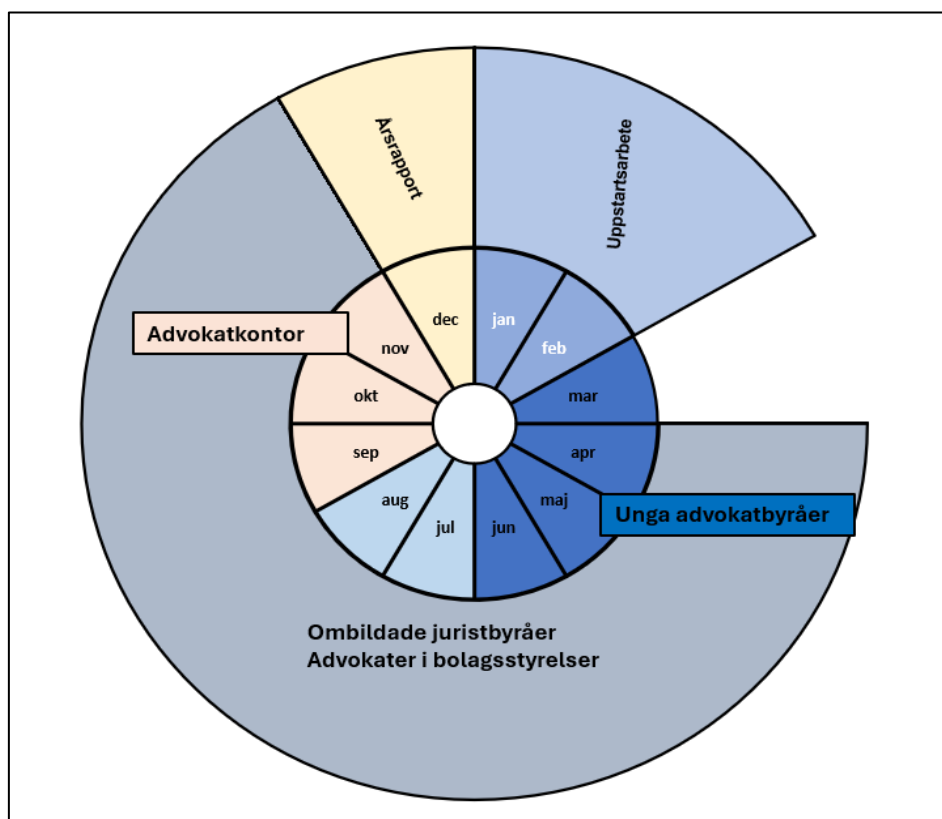 Årsrapport
Uppstartsarbete
dec
jan
feb
mar
apr
maj
jun
jul
aug
sep
okt
nov
Advokatkontor
Unga advokatbyråer
Ombildade juristbyråer
Advokater i bolagsstyrelser